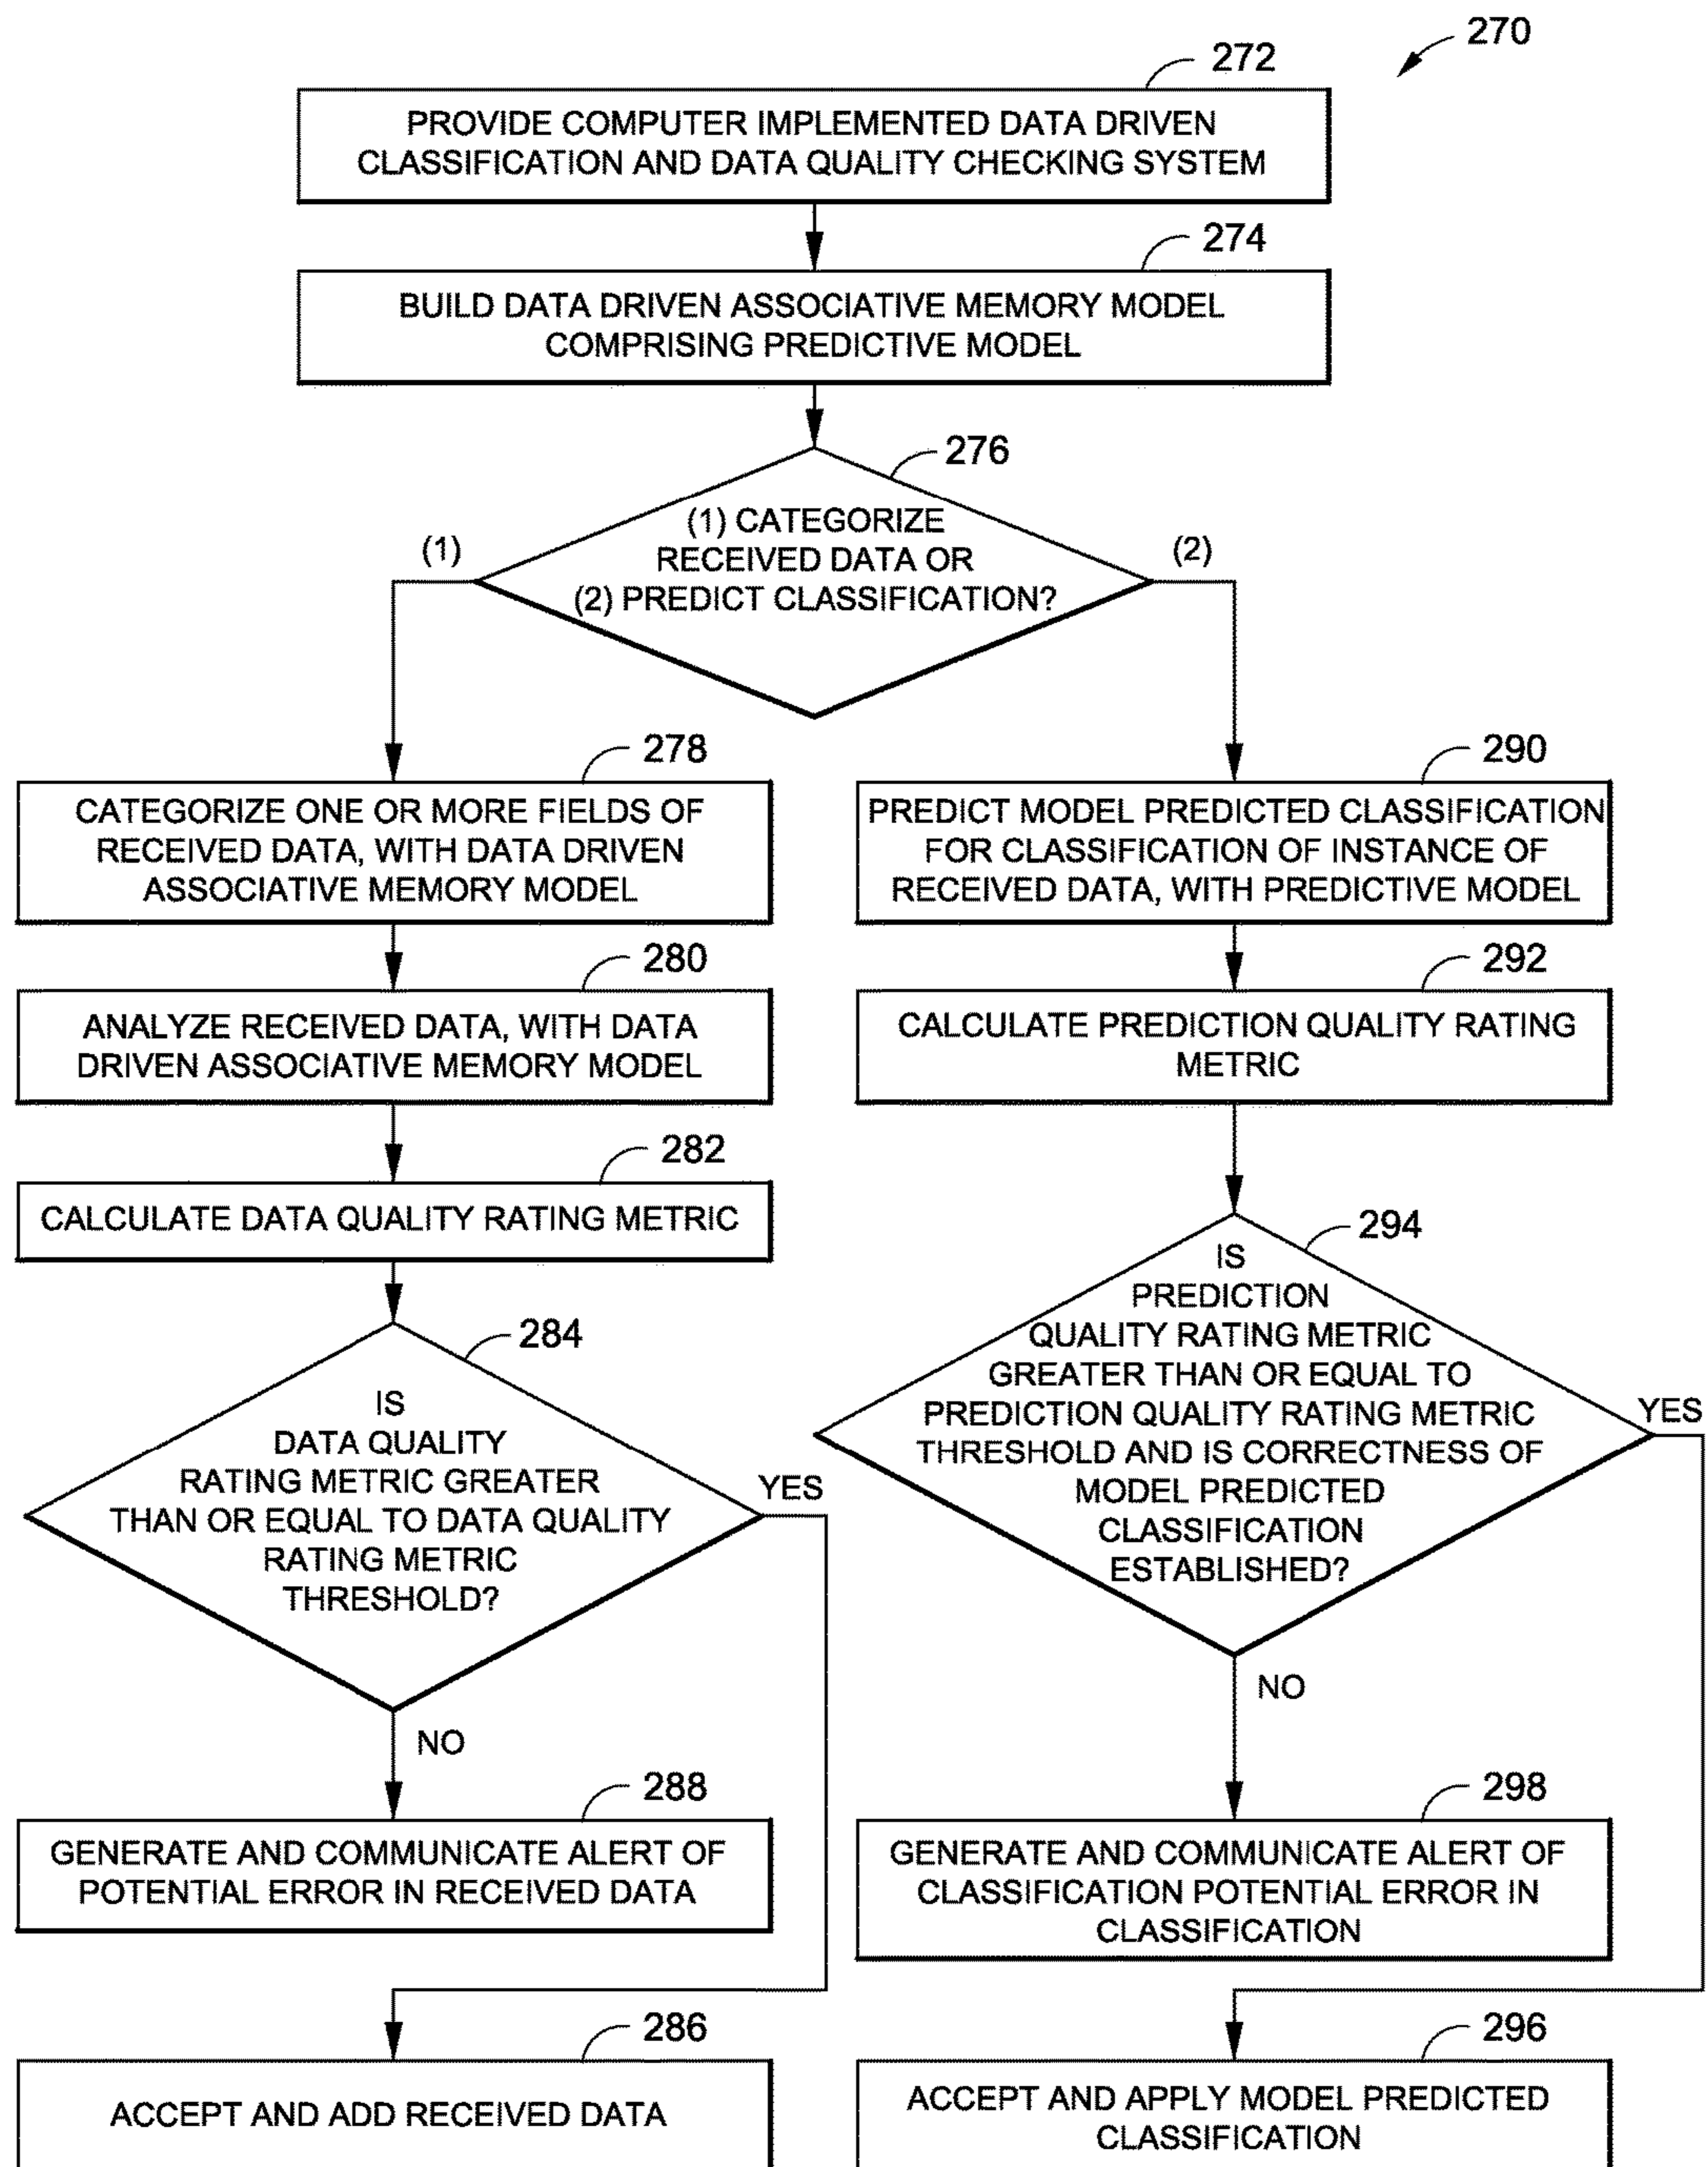 270
272
PROVIDE COMPUTER IMPLEMENTED DATA DRIVEN
CLASSIFICATION AND DATA QUALITY CHECKING SYSTEM
274
BUILD DATA DRIVEN ASSOCIATIVE MEMORY MODEL
COMPRISING PREDICTIVE MODEL
276
(1) CATEGORIZE
RECEIVED DATA OR
(2) PREDICT CLASSIFICATION?
(1)
(2)
278
CATEGORIZE ONE OR MORE FIELDS OF
RECEIVED DATA, WITH DATA DRIVEN
ASSOCIATIVE MEMORY MODEL
280
ANALYZE RECEIVED DATA, WITH DATA
DRIVEN ASSOCIATIVE MEMORY MODEL
282
CALCULATE DATA QUALITY RATING METRIC
284
IS
DATA QUALITY
RATING METRIC GREATER
THAN OR EQUAL TO DATA QUALITY
RATING METRIC
THRESHOLD?
YES
NO
288
GENERATE AND COMMUNICATE ALERT OF
POTENTIAL ERROR IN RECEIVED DATA
286
ACCEPT AND ADD RECEIVED DATA
290
PREDICT MODEL PREDICTED CLASSIFICATION
FOR CLASSIFICATION OF INSTANCE OF
RECEIVED DATA, WITH PREDICTIVE MODEL
292
CALCULATE PREDICTION QUALITY RATING
METRIC
294
IS
PREDICTION
QUALITY RATING METRIC
GREATER THAN OR EQUAL TO
PREDICTION QUALITY RATING METRIC
THRESHOLD AND IS CORRECTNESS OF
MODEL PREDICTED
CLASSIFICATION
ESTABLISHED?
YES
NO
298
GENERATE AND COMMUNICATE ALERT OF
CLASSIFICATION POTENTIAL ERROR IN
CLASSIFICATION
296
ACCEPT AND APPLY MODEL PREDICTED
CLASSIFICATION